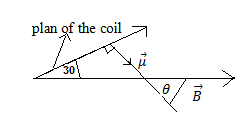 plan of the coil
30
μ⃗
θ
B⃗